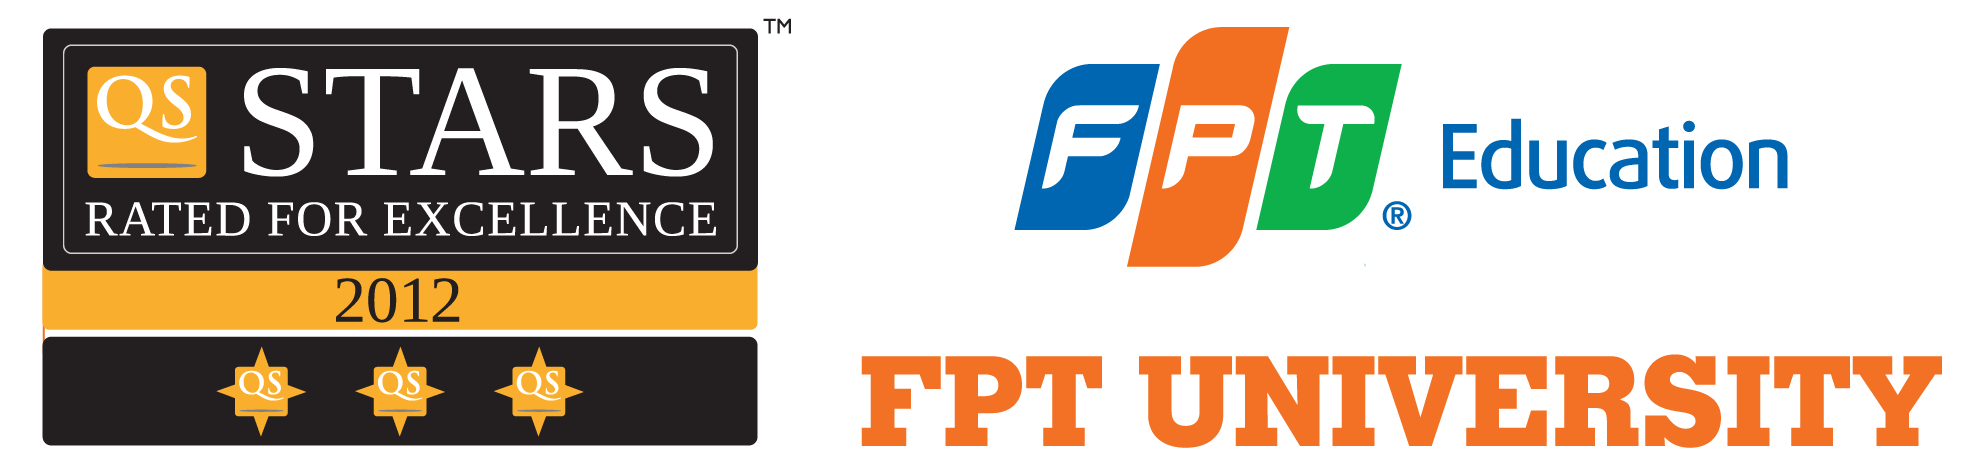 QS STARS™
RATED FOR EXCELLENCE
2012
QS QS QS
FPT® Education
FPT UNIVERSITY